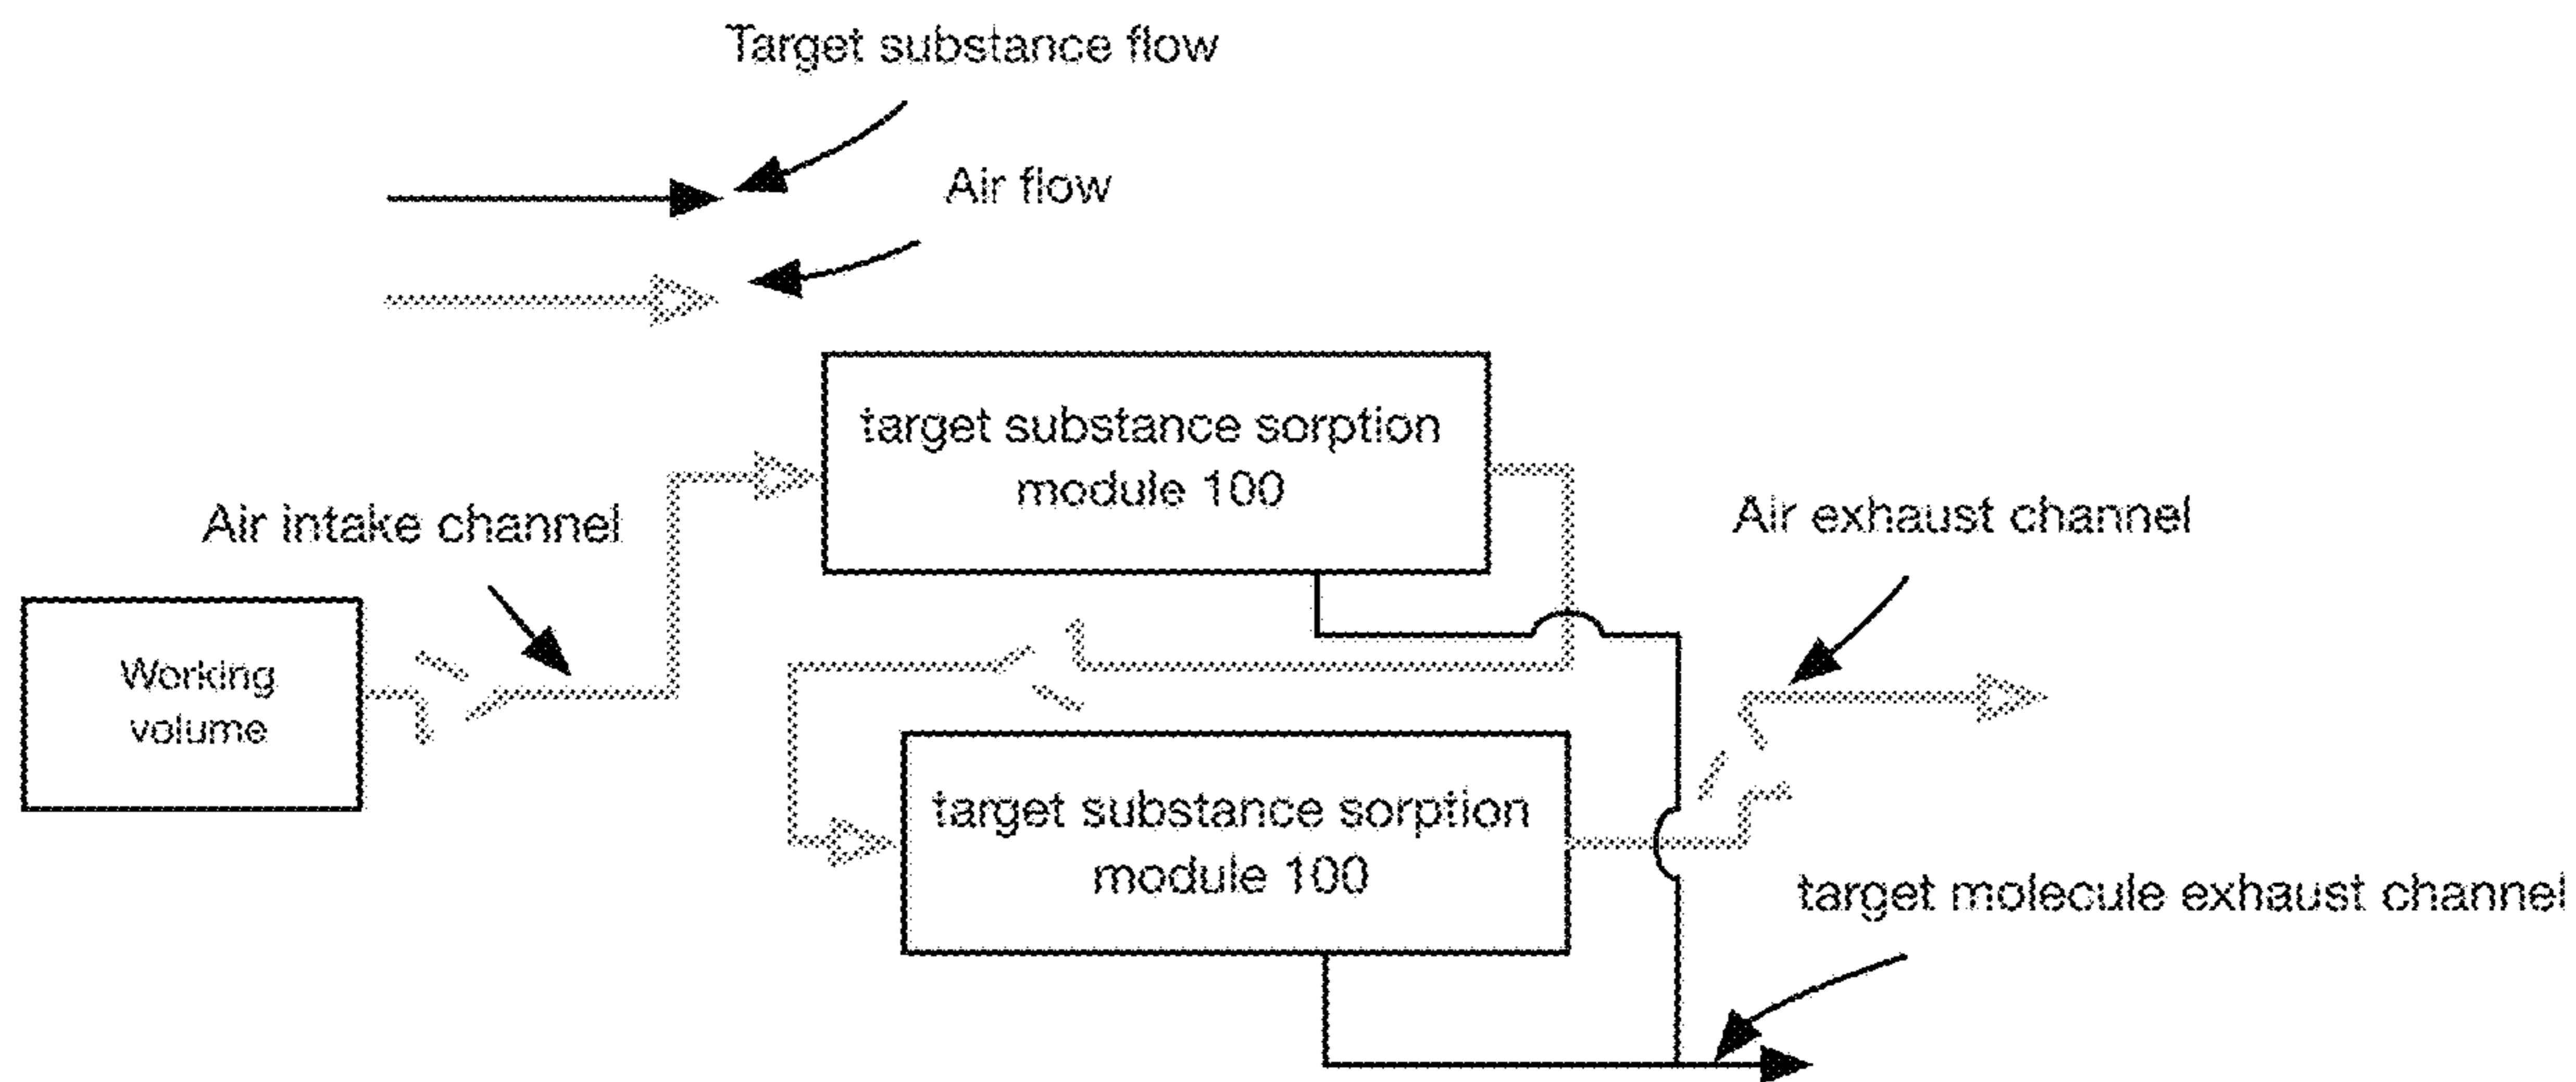 Target substance flow
Air flow
target substance sorption
module 100
Air intake channel
Air exhaust channel
Working
volume
target substance sorption
module 100
target molecule exhaust channel